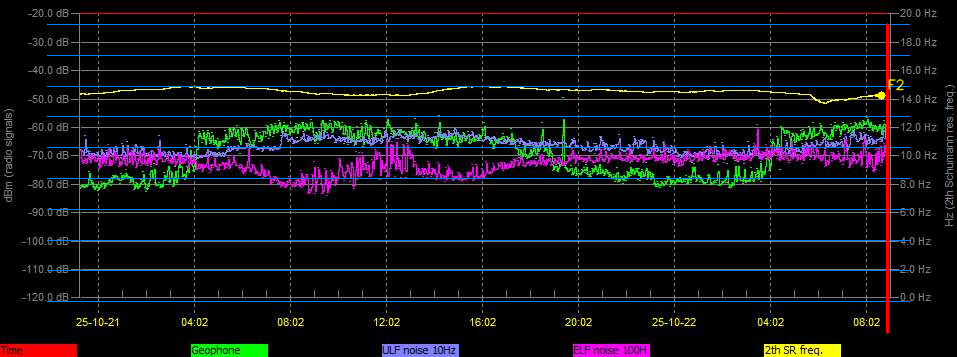 -20.0 dB 20.0 Hz
-30.0 dB 18.0 Hz
-40.0 dB 16.0 Hz
F2
-50.0 dB 14.0 Hz
-60.0 dB 12.0 Hz
-70.0 dB 10.0 Hz
-80.0 dB 8.0 Hz
-90.0 dB 6.0 Hz
-100.0 dB 4.0 Hz
-110.0 dB 2.0 Hz
-120.0 dB 0.0 Hz
dBm (radio signals)
Hz (2th Schumann res. freq.)
25-10-21 04:02 08:02 12:02 16:02 20:02 25-10-22 04:02 08:02
Time Geophone ULF noise 10Hz ELF noise 100H 2th SR freq.